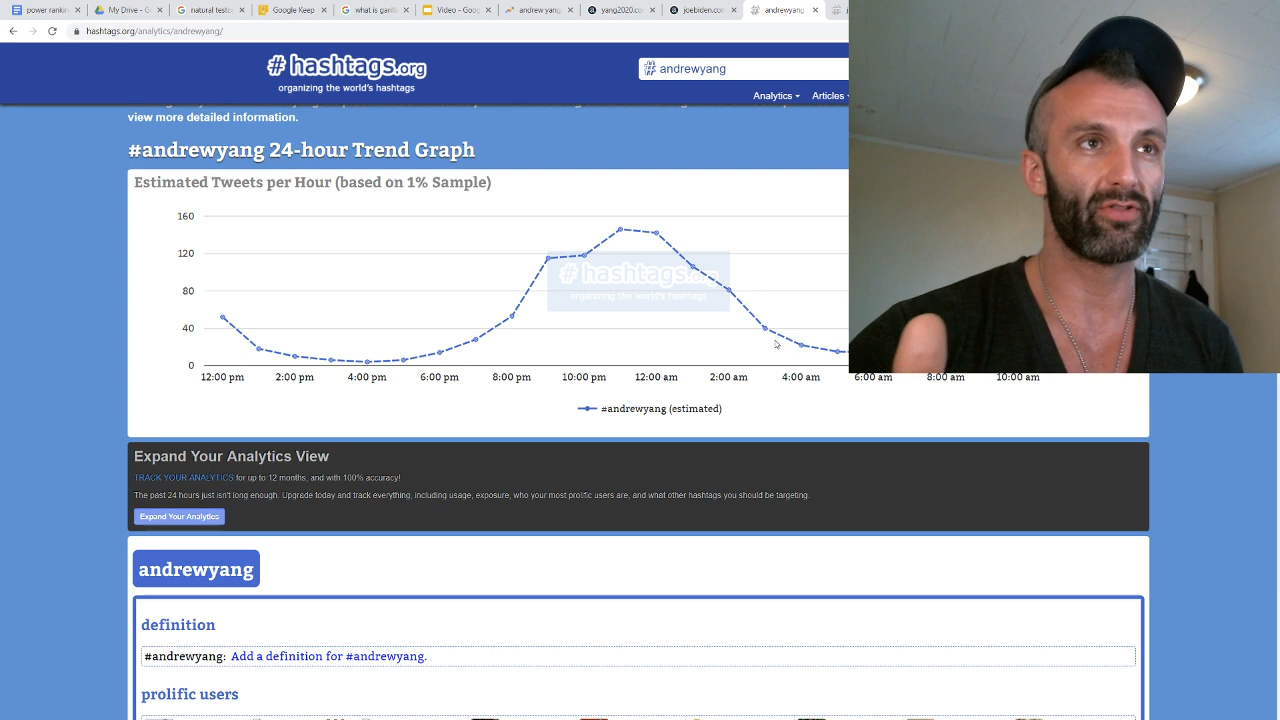 power rankin
My Drive - G
natural testo
Google Keep
what is garill
Video - Goog
andrew yang
yang2020.co
joebiden.com
andrewyang
hashtags.org/analytics/andrewyang/
# hashtags.org
organizing the world's hashtags
# andrewyang
Analytics
Articles
view more detailed information.
#andrewyang 24-hour Trend Graph
Estimated Tweets per Hour (based on 1% Sample)
160
120
80
40
0
# hashtags.org
organizing the world's hashtags
12:00 pm 2:00 pm 4:00 pm 6:00 pm 8:00 pm 10:00 pm 12:00 am 2:00 am 4:00 am 6:00 am 8:00 am 10:00 am
#andrewyang (estimated)
Expand Your Analytics View
TRACK YOUR ANALYTICS for up to 12 months, and with 100% accuracy!
The past 24 hours just isn't long enough. Upgrade today and track everything, including usage, exposure, who your most prolific users are, and what other hashtags you should be targeting.
Expand Your Analytics
andrewyang
definition
#andrewyang: Add a definition for #andrewyang.
prolific users